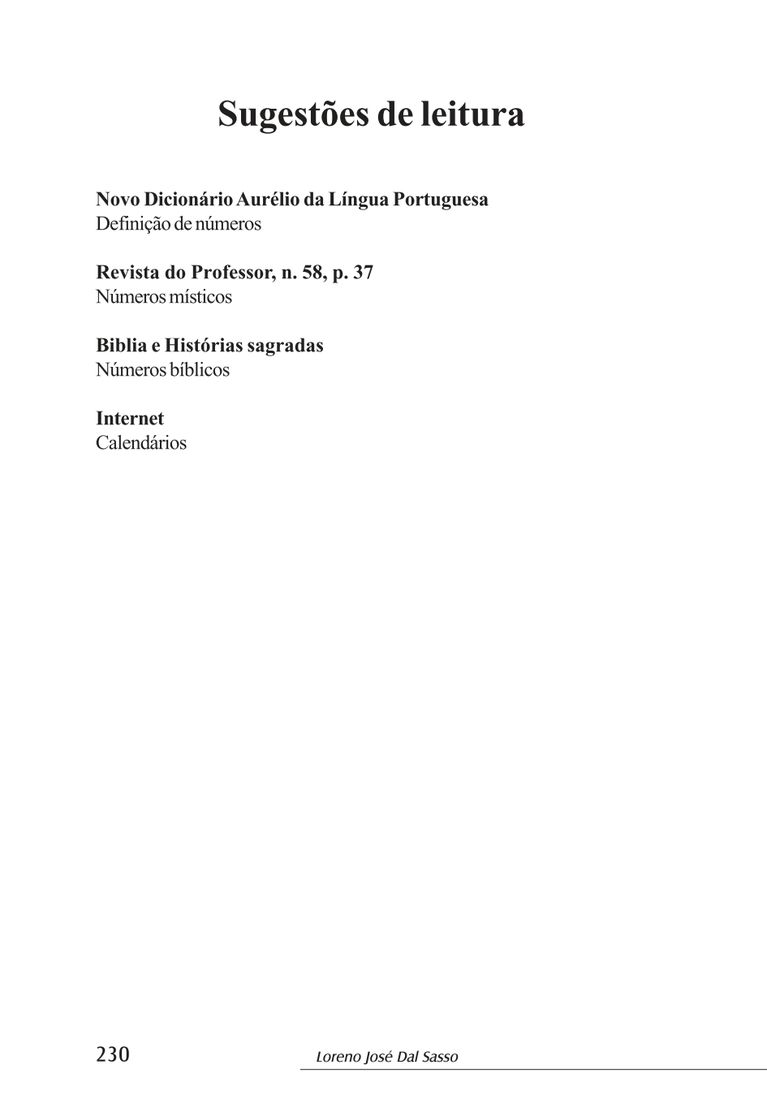 Sugestões de leitura
Novo Dicionário Aurélio da Língua Portuguesa
Definição de números
Revista do Professor, n. 58, p. 37
Números místicos
Biblia e Histórias sagradas
Números bíblicos
Internet
Calendários
230
Loreno José Dal Sasso